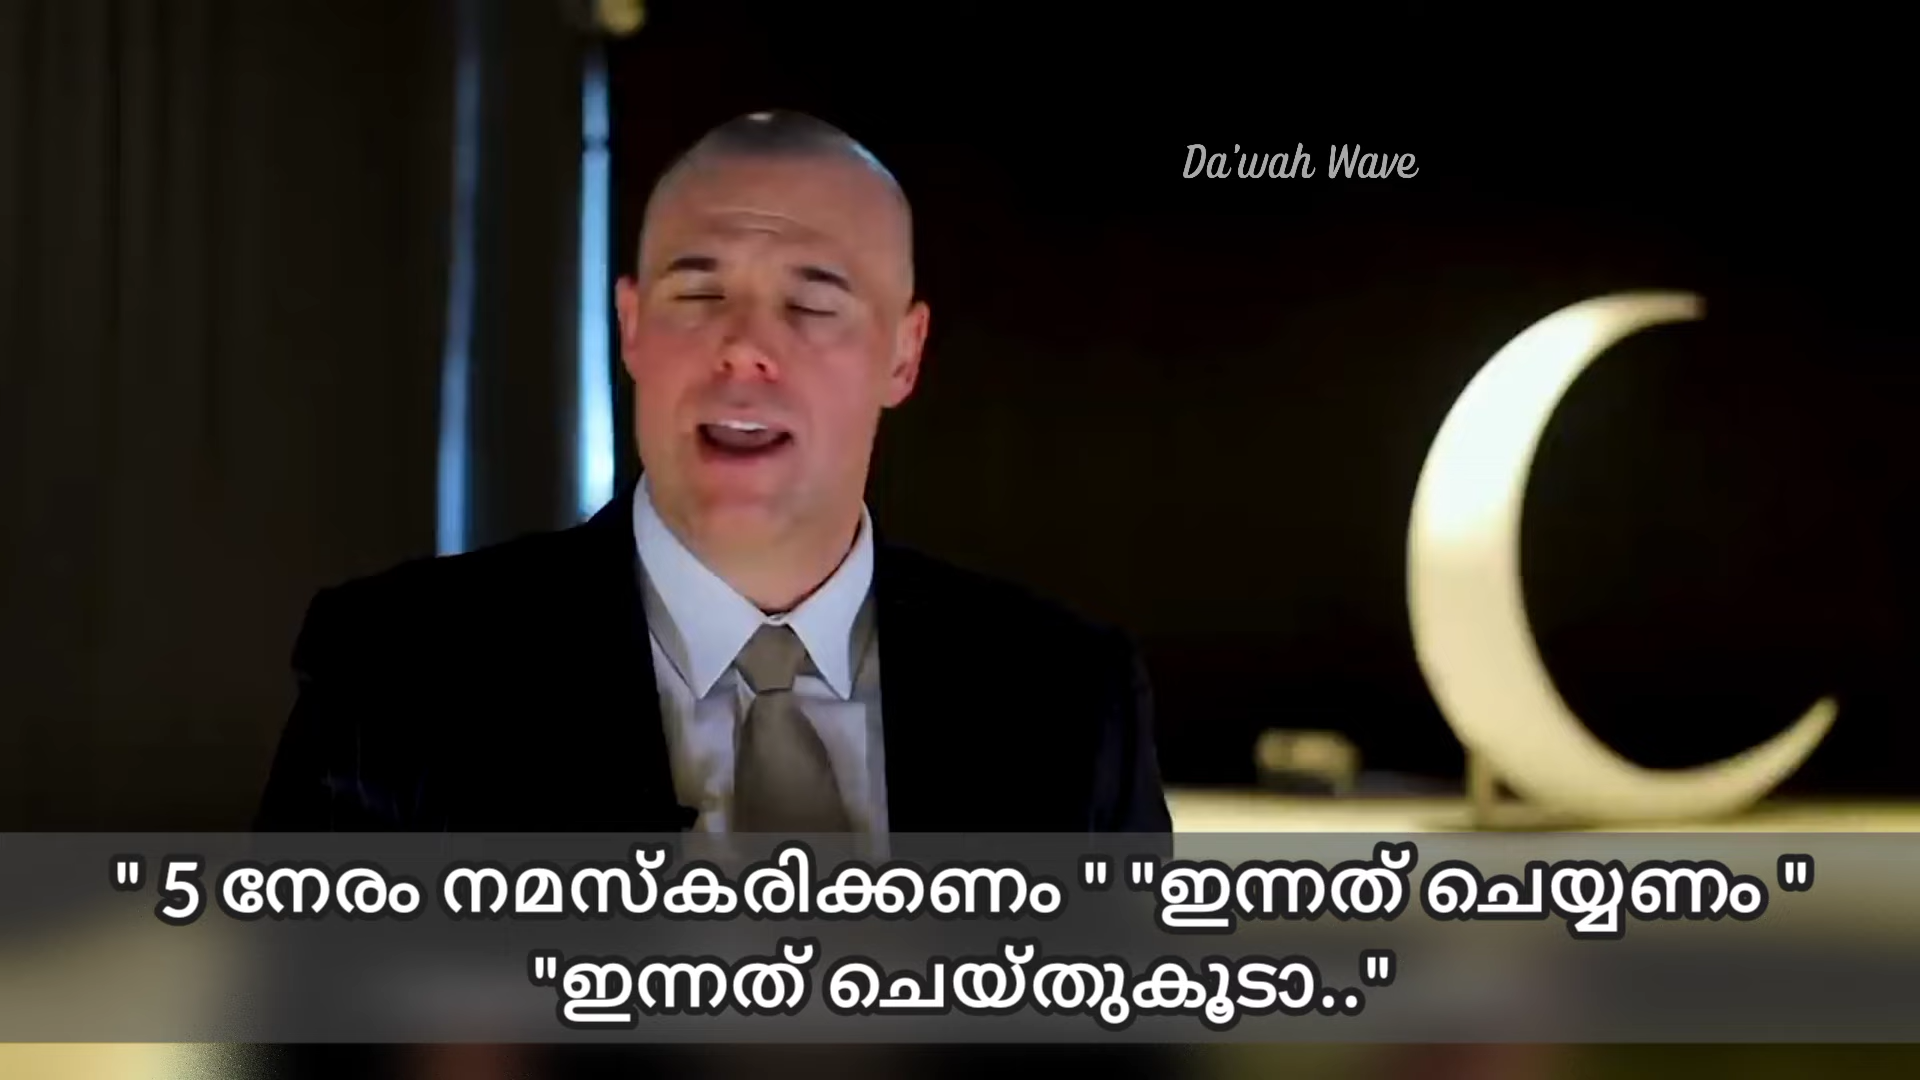 Da'wah Wave
" 5 നേരം നമസ്കരിക്കണം " "ഇന്നത് ചെയ്യണം "
"ഇന്നത് ചെയ്തുകൂടാ.."